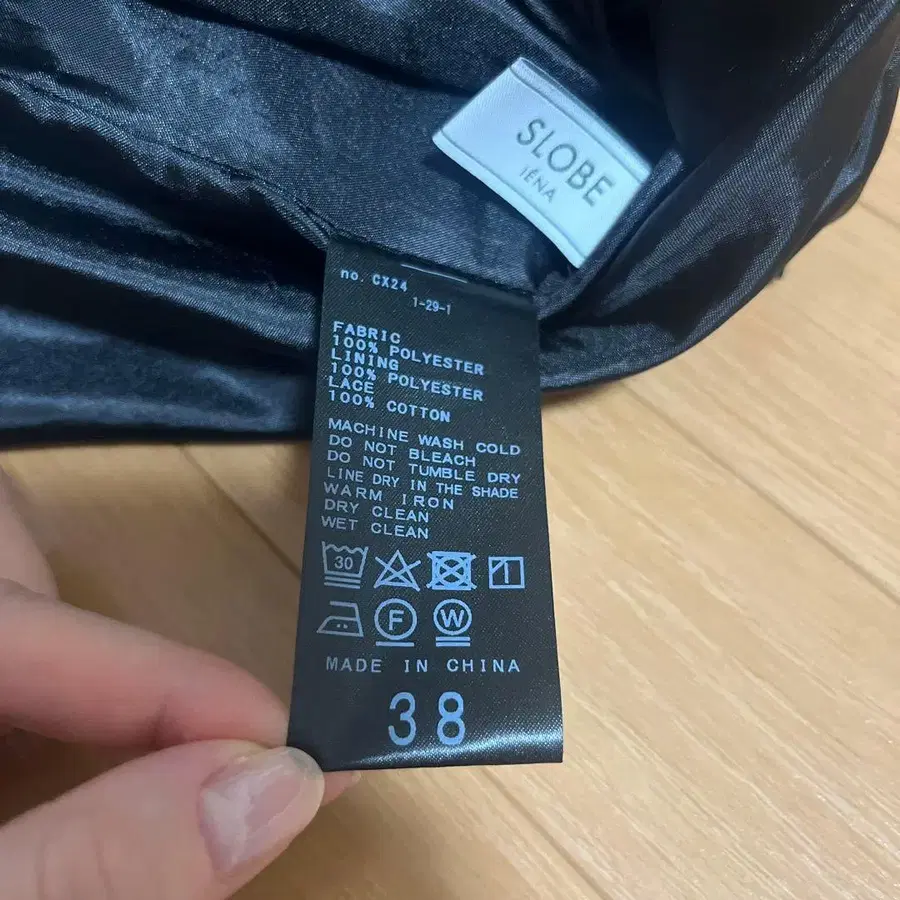 SLOBE
IÉNA
no. CX24
1-29-1
FABRIC
100% POLYESTER
LINING
100% POLYESTER
LACE
100% COTTON
MACHINE WASH COLD
DO NOT BLEACH
DO NOT TUMBLE DRY
LINE DRY IN THE SHADE
WARM IRON
DRY CLEAN
WET CLEAN
30
F W
MADE IN CHINA
38